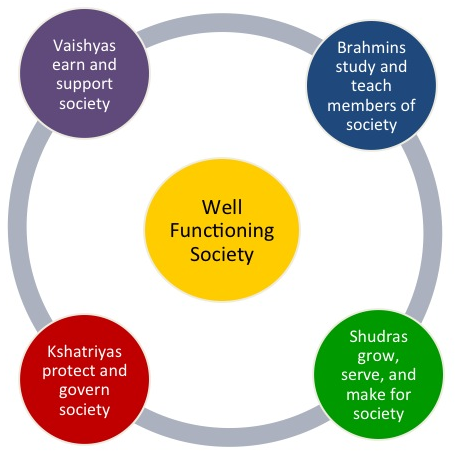 Vaishyas
earn and
support
society
Brahmins
study and
teach
members of
society
Well
Functioning
Society
Kshatriyas
protect and
govern
society
Shudras
grow,
serve, and
make for
society